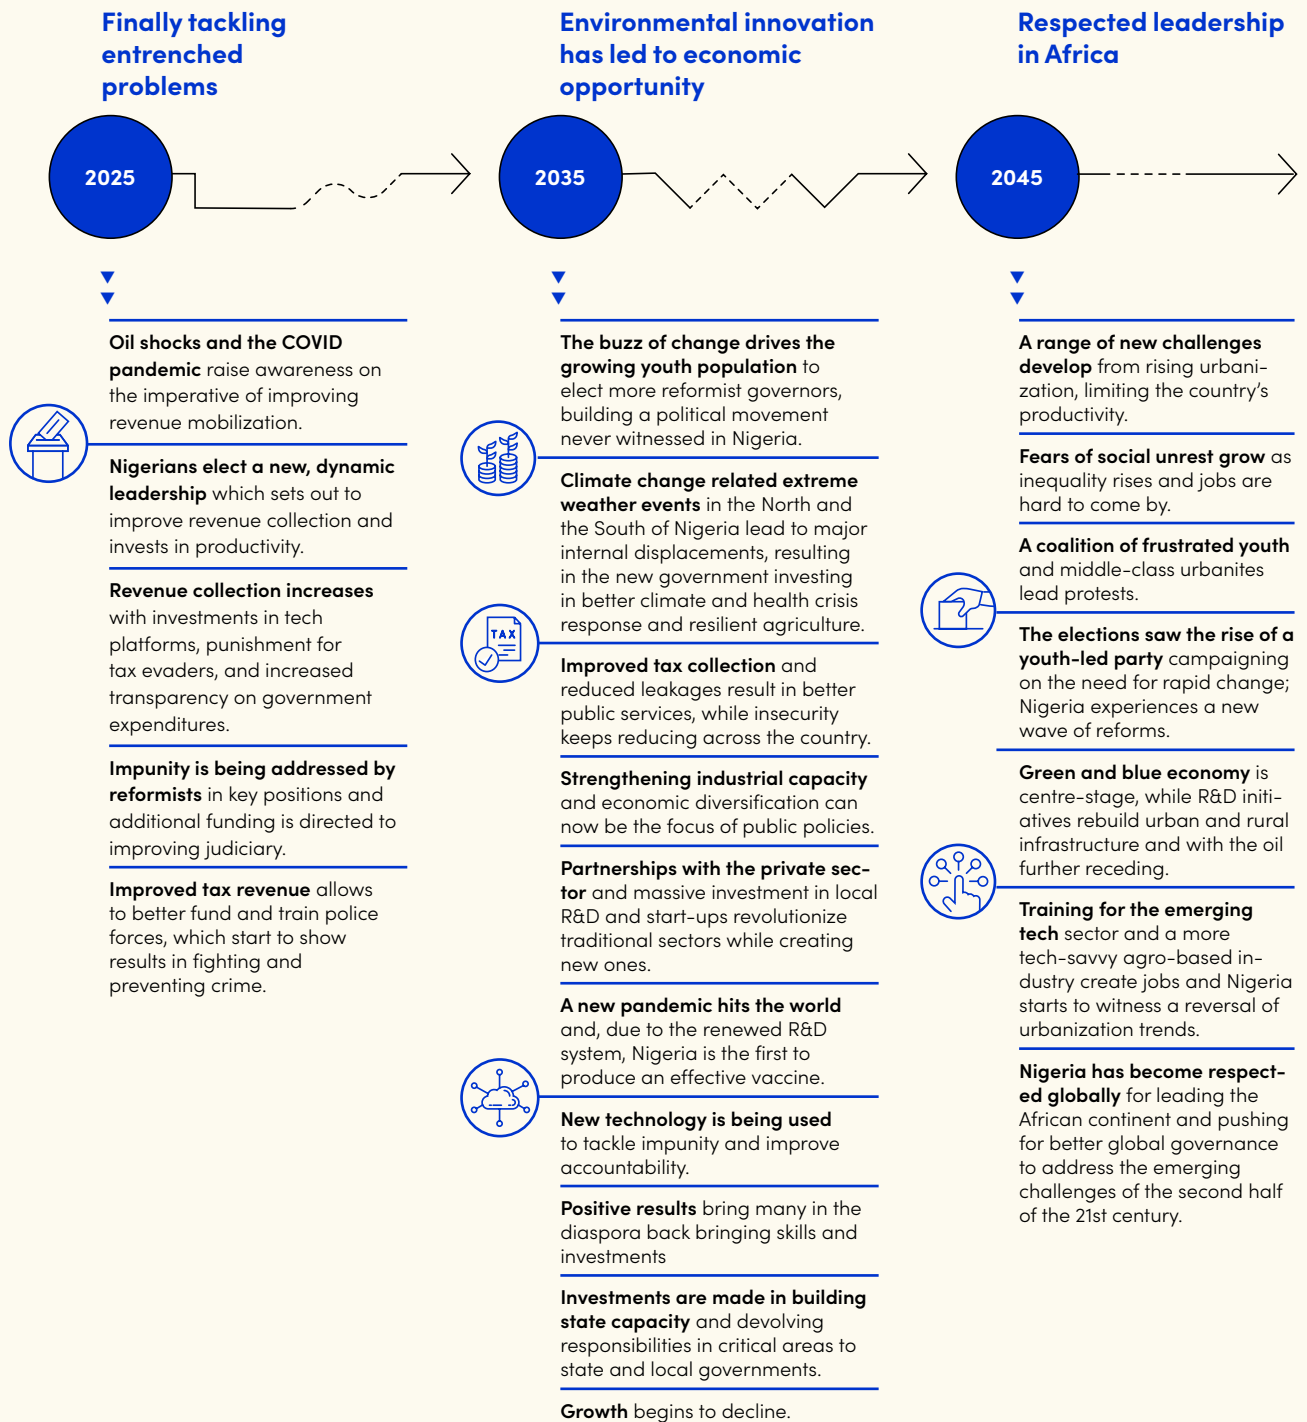 Finally tackling
entrenched
problems
2025
Oil shocks and the COVID
pandemic raise awareness on
the imperative of improving
revenue mobilization.
Nigerians elect a new, dynamic
leadership which sets out to
improve revenue collection and
invests in productivity.
Revenue collection increases
with investments in tech
platforms, punishment for
tax evaders, and increased
transparency on government
expenditures.
Impunity is being addressed by
reformists in key positions and
additional funding is directed to
improving judiciary.
Improved tax revenue allows
to better fund and train police
forces, which start to show
results in fighting and
preventing crime.
Environmental innovation
has led to economic
opportunity
2035
The buzz of change drives the
growing youth population to
elect more reformist governors,
building a political movement
never witnessed in Nigeria.
Climate change related extreme
weather events in the North and
the South of Nigeria lead to major
internal displacements, resulting
in the new government investing
in better climate and health crisis
response and resilient agriculture.
TAX
Improved tax collection and
reduced leakages result in better
public services, while insecurity
keeps reducing across the country.
Strengthening industrial capacity
and economic diversification can
now be the focus of public policies.
Partnerships with the private sec-
tor and massive investment in local
R&D and start-ups revolutionize
traditional sectors while creating
new ones.
A new pandemic hits the world
and, due to the renewed R&D
system, Nigeria is the first to
produce an effective vaccine.
New technology is being used
to tackle impunity and improve
accountability.
Positive results bring many in the
diaspora back bringing skills and
investments
Investments are made in building
state capacity and devolving
responsibilities in critical areas to
state and local governments.
Growth begins to decline.
Respected leadership
in Africa
2045
A range of new challenges
develop from rising urbani-
zation, limiting the country’s
productivity.
Fears of social unrest grow as
inequality rises and jobs are
hard to come by.
A coalition of frustrated youth
and middle-class urbanites
lead protests.
The elections saw the rise of a
youth-led party campaigning
on the need for rapid change;
Nigeria experiences a new
wave of reforms.
Green and blue economy is
centre-stage, while R&D initi-
atives rebuild urban and rural
infrastructure and with the oil
further receding.
Training for the emerging
tech sector and a more
tech-savvy agro-based in-
dustry create jobs and Nigeria
starts to witness a reversal of
urbanization trends.
Nigeria has become respect-
ed globally for leading the
African continent and pushing
for better global governance
to address the emerging
challenges of the second half
of the 21st century.